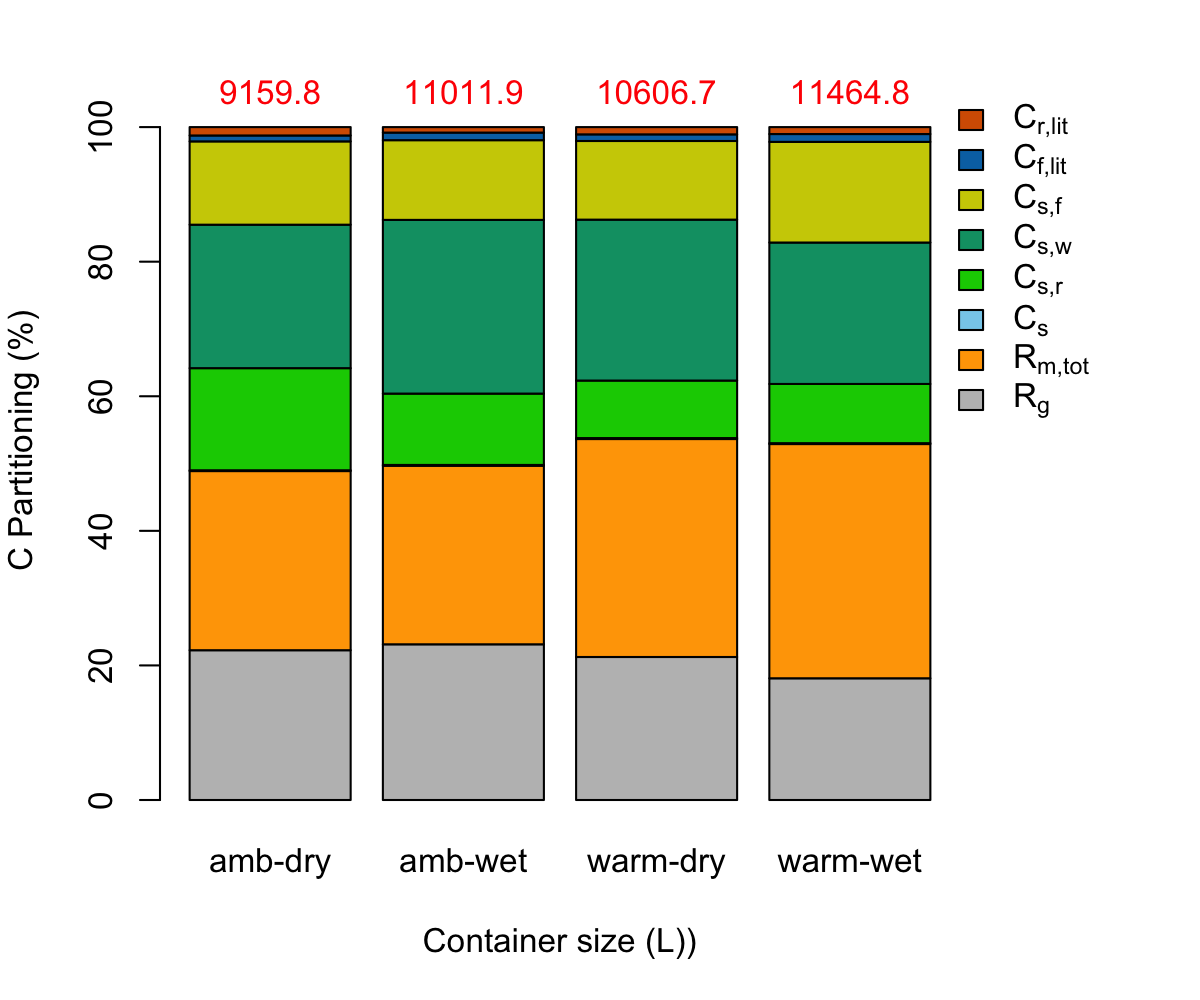 9159.8 11011.9 10606.7 11464.8
C Partitioning (%)
100
80
60
40
20
0
C_r,lit
C_f,lit
C_s,f
C_s,w
C_s,r
C_s
R_m,tot
R_g
amb-dry amb-wet warm-dry warm-wet
Container size (L))